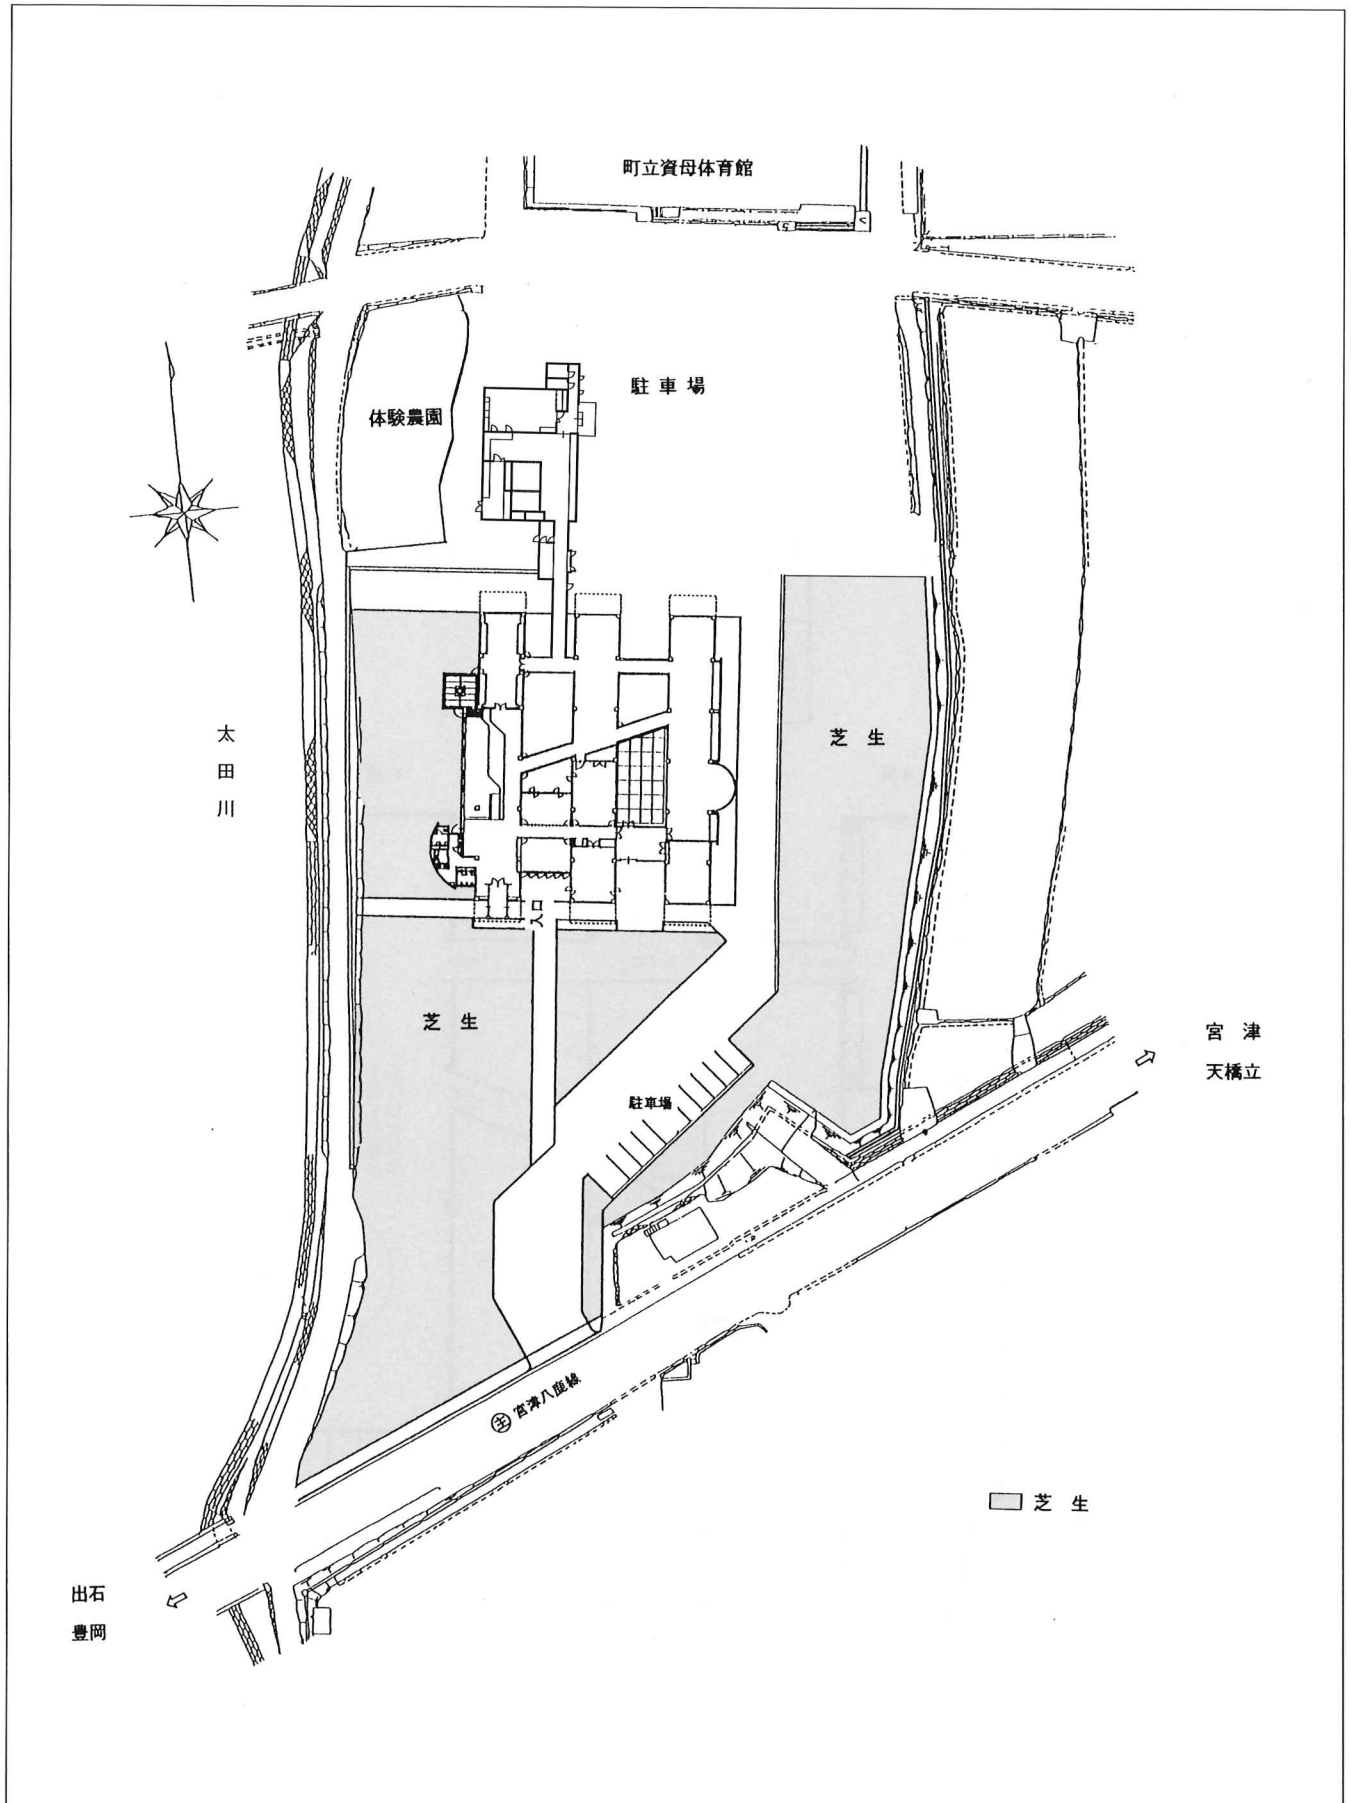 町立資母体育館
駐車場
体験農園
太田川
芝生
入口
芝生
宮津
天橋立
駐車場
主 宮津八鹿線
芝生
出石
豊岡